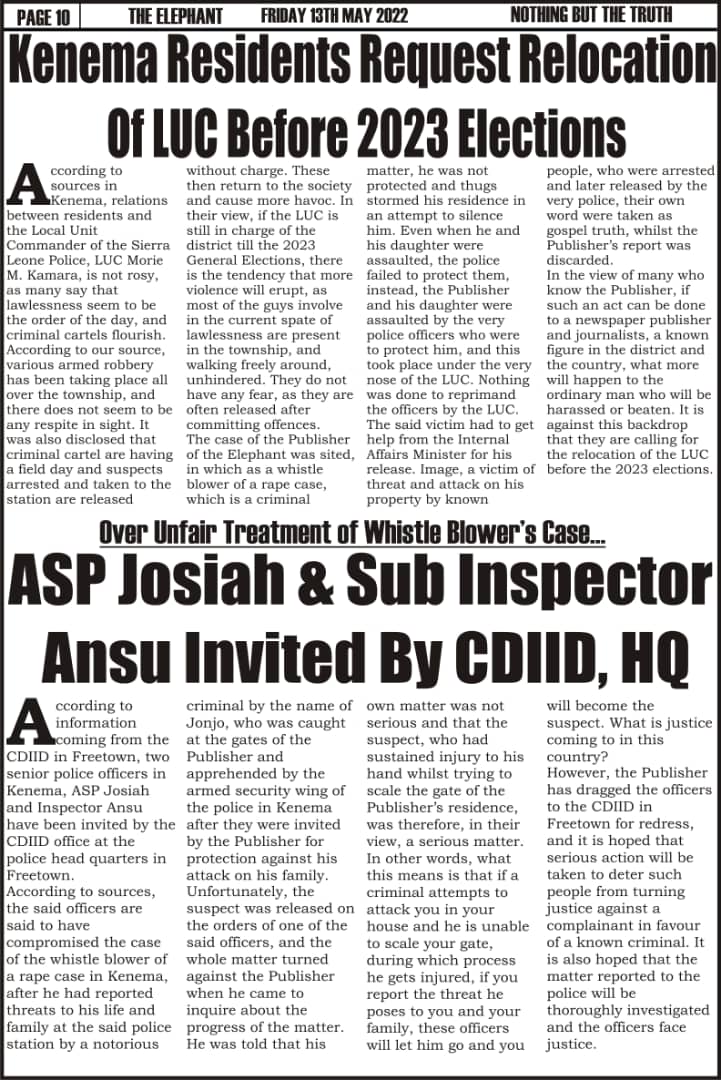 PAGE 10 THE ELEPHANT FRIDAY 13TH MAY 2022 NOTHING BUT THE TRUTH
Kenema Residents Request Relocation
Of LUC Before 2023 Elections
According to
sources in
Kenema, relations
between residents and
the Local Unit
Commander of the Sierra
Leone Police, LUC Morie
M. Kamara, is not rosy,
as many say that
lawlessness seem to be
the order of the day, and
criminal cartels flourish.
According to our source,
various armed robbery
has been taking place all
over the township, and
there does not seem to be
any respite in sight. It
was also disclosed that
criminal cartel are having
a field day and suspects
arrested and taken to the
station are released
without charge. These
then return to the society
and cause more havoc. In
their view, if the LUC is
still in charge of the
district till the 2023
General Elections, there
is the tendency that more
violence will erupt, as
most of the guys involve
in the current spate of
lawlessness are present
in the township, and
walking freely around,
unhindered. They do not
have any fear, as they are
often released after
committing offences.
The case of the Publisher
of the Elephant was sited,
in which as a whistle
blower of a rape case,
which is a criminal
matter, he was not
protected and thugs
stormed his residence in
an attempt to silence
him. Even when he and
his daughter were
assaulted, the police
failed to protect them,
instead, the Publisher
and his daughter were
assaulted by the very
police officers who were
to protect him, and this
took place under the very
nose of the LUC. Nothing
was done to reprimand
the officers by the LUC.
The said victim had to get
help from the Internal
Affairs Minister for his
release. Image, a victim of
threat and attack on his
property by known
people, who were arrested
and later released by the
very police, their own
word were taken as
gospel truth, whilst the
Publisher's report was
discarded.
In the view of many who
know the Publisher, if
such an act can be done
to a newspaper publisher
and journalists, a known
figure in the district and
the country, what more
will happen to the
ordinary man who will be
harassed or beaten. It is
against this backdrop
that they are calling for
the relocation of the LUC
before the 2023 elections.
Over Unfair Treatment of Whistle Blower's Case...
ASP Josiah & Sub Inspector
Ansu Invited By CDIID, HQ
According to
information
coming from the
CDIID in Freetown, two
senior police officers in
Kenema, ASP Josiah
and Inspector Ansu
have been invited by the
CDIID office at the
police head quarters in
Freetown.
According to sources,
the said officers are
said to have
compromised the case
of the whistle blower of
a rape case in Kenema,
after he had reported
threats to his life and
family at the said police
station by a notorious
criminal by the name of
Jonjo, who was caught
at the gates of the
Publisher and
apprehended by the
armed security wing of
the police in Kenema
after they were invited
by the Publisher for
protection against his
attack on his family.
Unfortunately, the
suspect was released on
the orders of one of the
said officers, and the
whole matter turned
against the Publisher
when he came to
inquire about the
progress of the matter.
He was told that his
own matter was not
serious and that the
suspect, who had
sustained injury to his
hand whilst trying to
scale the gate of the
Publisher's residence,
was therefore, in their
view, a serious matter.
In other words, what
this means is that if a
criminal attempts to
attack you in your
house and he is unable
to scale your gate,
during which process
he gets injured, if you
report the threat he
poses to you and your
family, these officers
will let him go and you
will become the
suspect. What is justice
coming to in this
country?
However, the Publisher
has dragged the officers
to the CDIID in
Freetown for redress,
and it is hoped that
serious action will be
taken to deter such
people from turning
justice against a
complainant in favour
of a known criminal. It
is also hoped that the
matter reported to the
police will be
thoroughly investigated
and the officers face
justice.